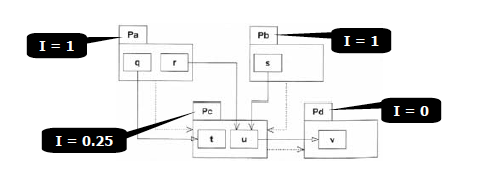 Pa
Pb
I = 1
I = 1
q
r
s
Pc
Pd
I = 0
I = 0.25
t
u
v